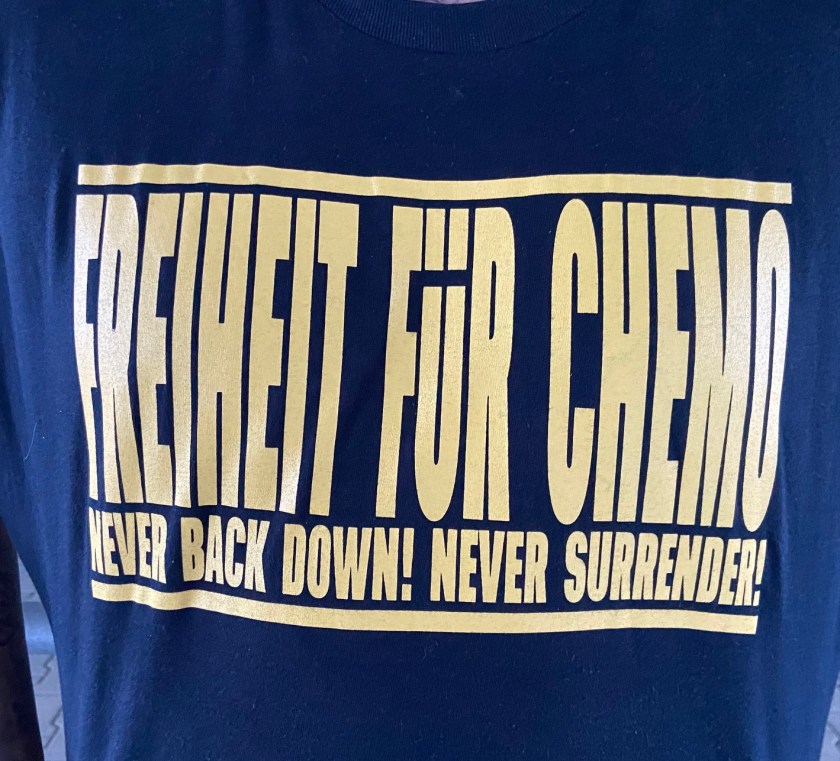 FREIHEIT FÜR CHEMO
NEVER BACK DOWN! NEVER SURRENDER!